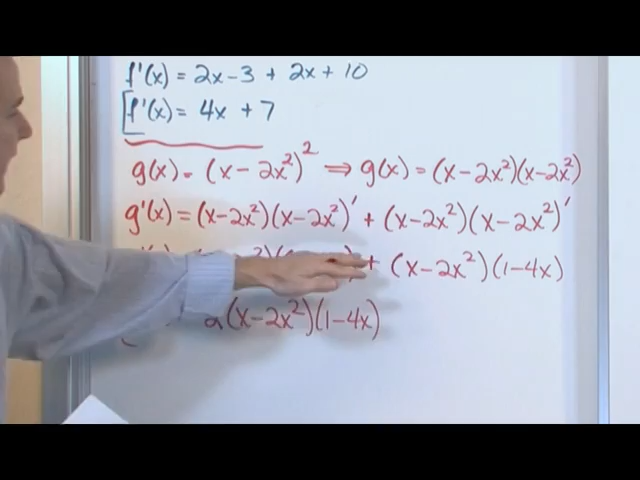 f'(x) = 2x-3 + 2x + 10
f'(x) = 4x + 7
g(x) = (x - 2x²)² ⇒ g(x) = (x-2x²)(x-2x²)
g'(x) = (x-2x²)(x-2x²)' + (x-2x²)(x-2x²)'
+ (x-2x²)(1-4x)
2(x-2x²)(1-4x)